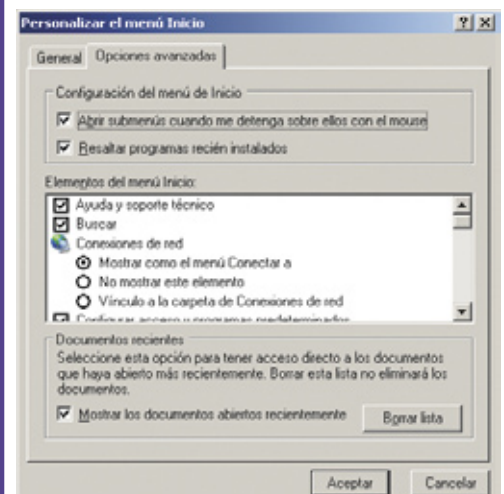 Personalizar el menú Inicio
General
Opciones avanzadas
Configuración del menú de Inicio
Abrir submenús cuando me detenga sobre ellos con el mouse
Resaltar programas recién instalados
Elementos del menú Inicio:
Ayuda y soporte técnico
Buscar
Conexiones de red
Mostrar como el menú Conectar a
No mostrar este elemento
Vínculo a la carpeta de Conexiones de red
Configurar acceso y programas predeterminados
Documentos recientes
Seleccione esta opción para tener acceso directo a los documentos
que haya abierto más recientemente. Borrar esta lista no eliminará los
documentos.
Mostrar los documentos abiertos recientemente
Borrar lista
Aceptar
Cancelar